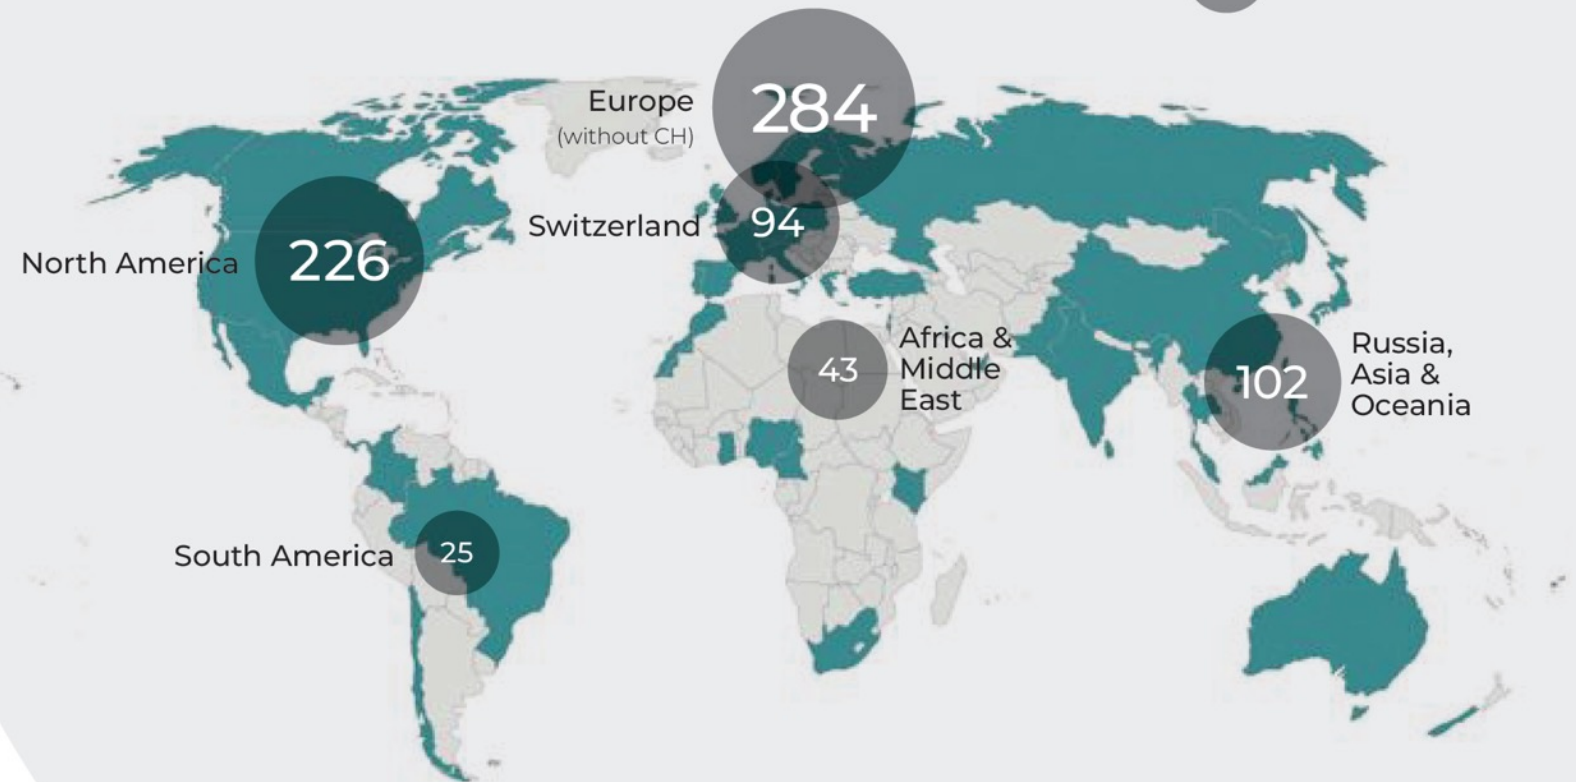 Europe
(without CH)
284
Switzerland
94
North America
226
Africa &
Middle
East
43
Russia,
Asia &
Oceania
102
South America
25